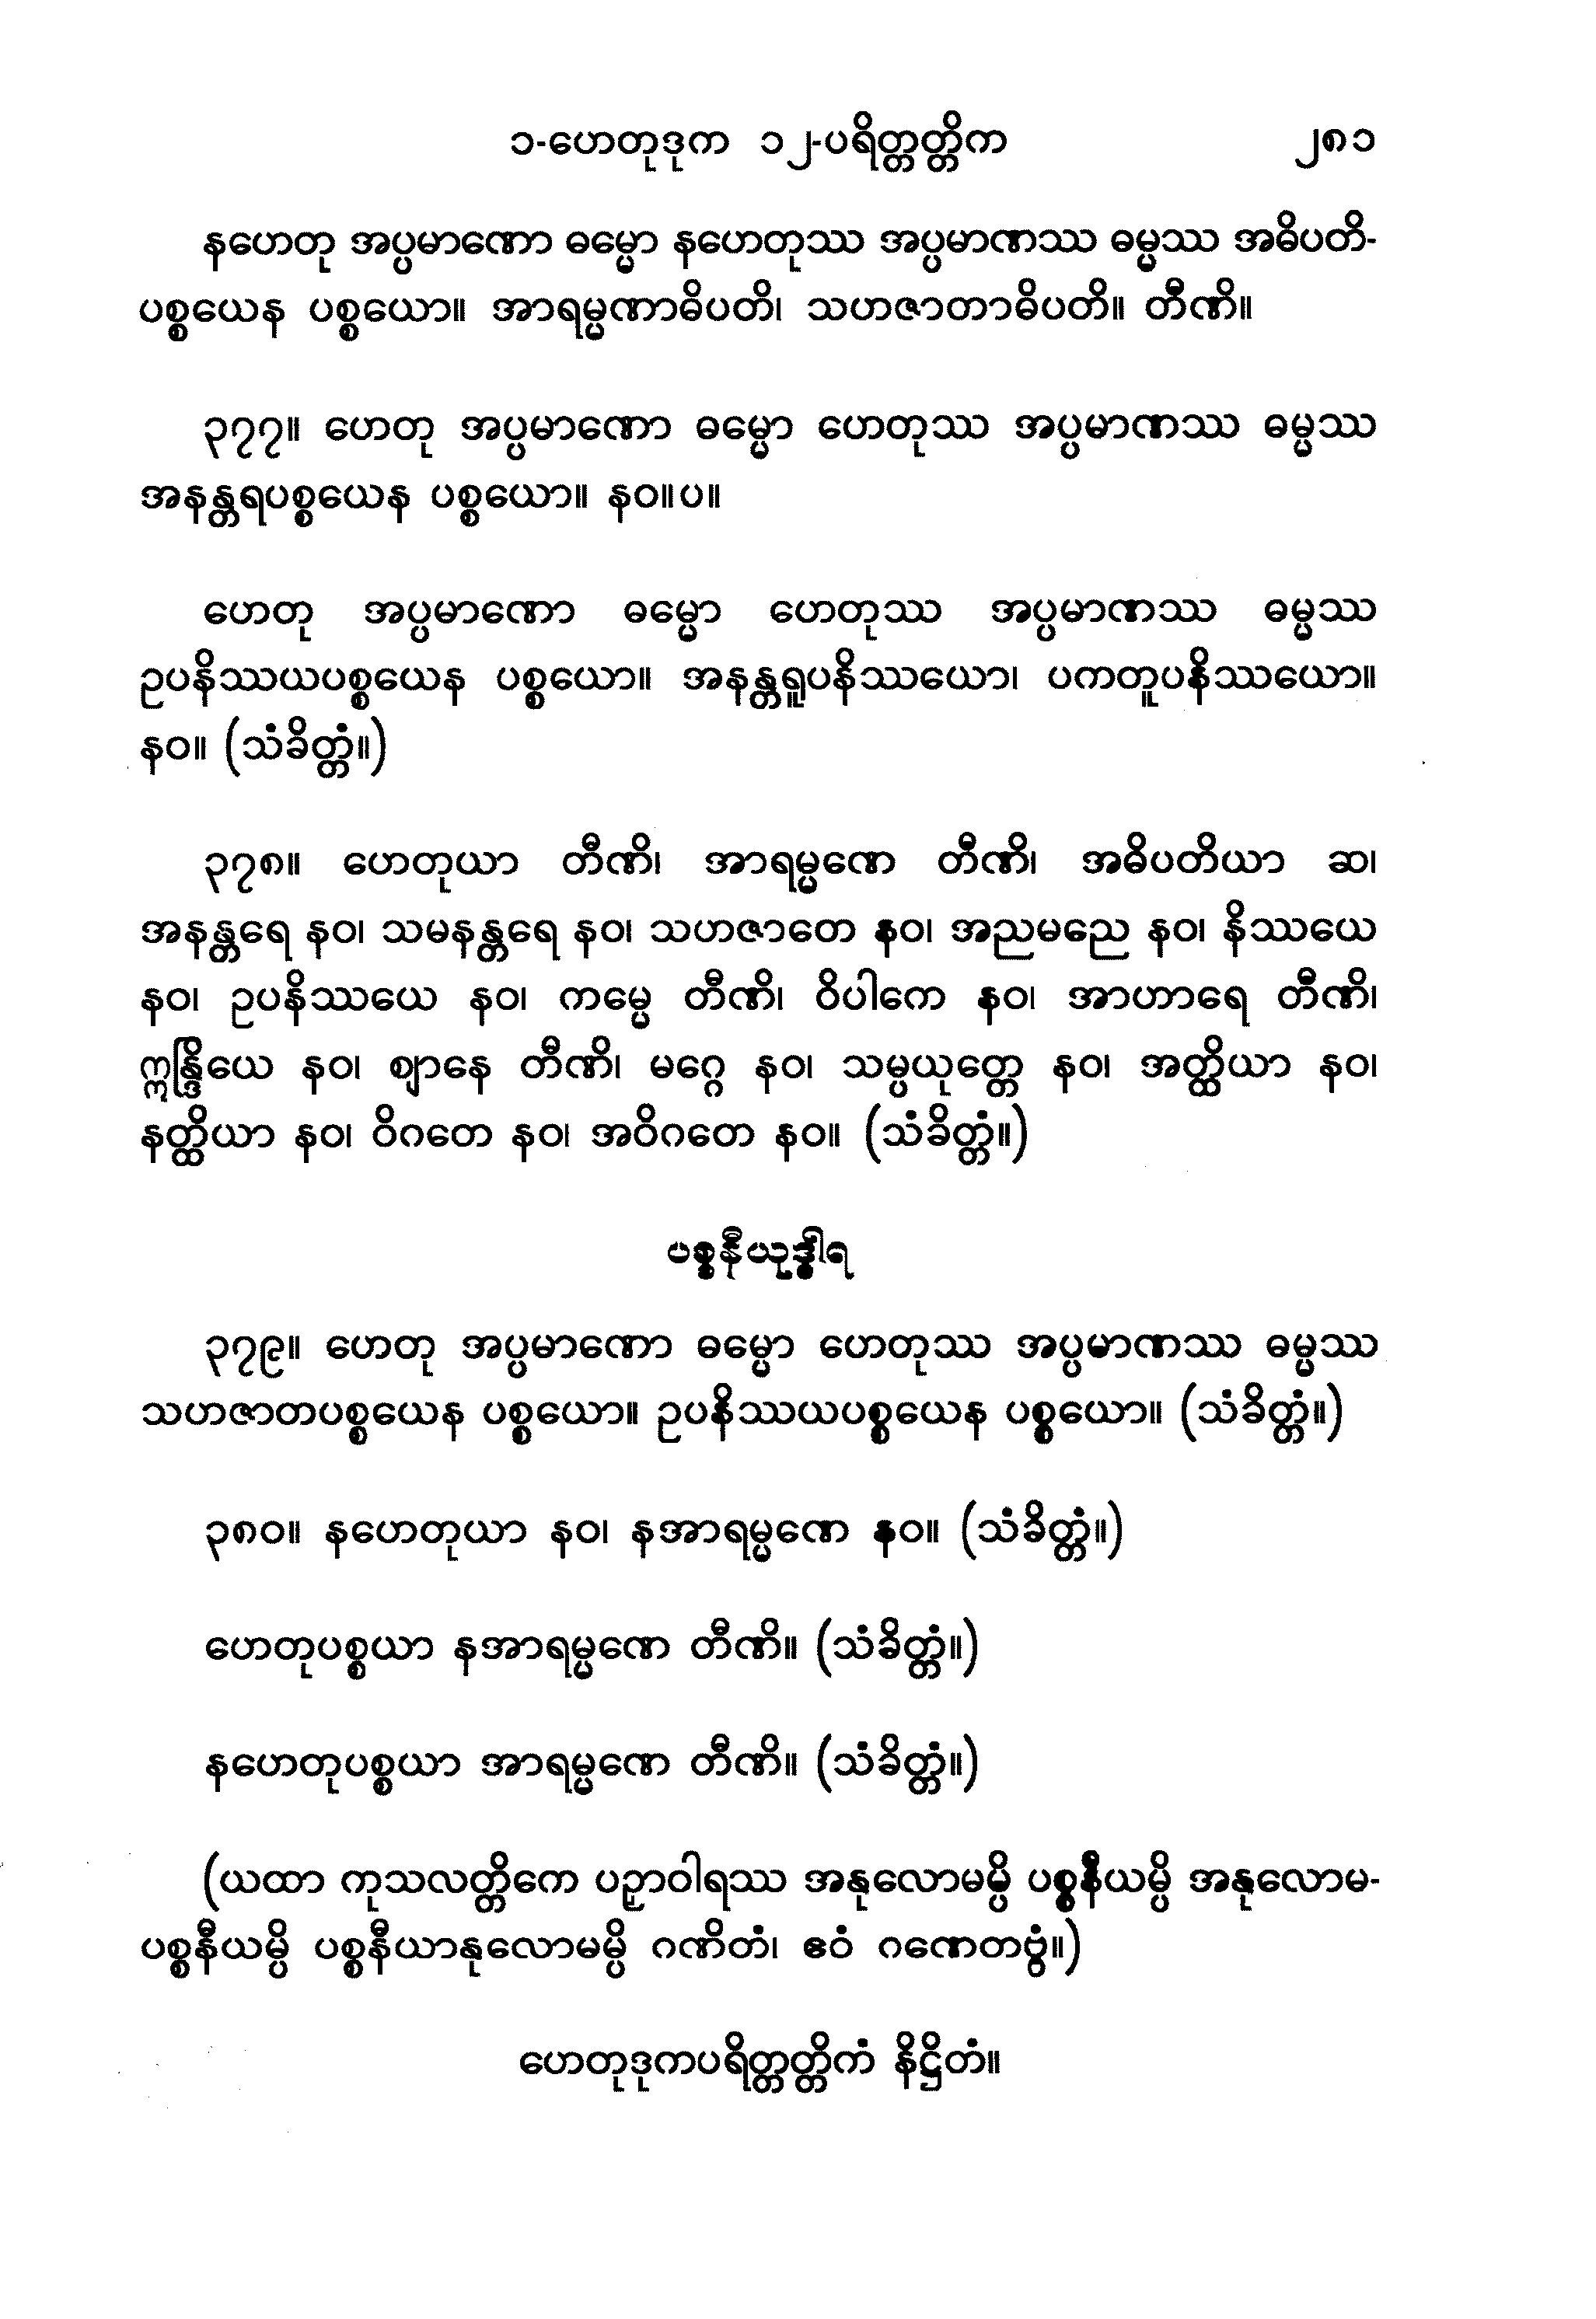 ၁-ဟေတုဒုက ၁၂-ပရိတ္တတ္တိက ၂၈၁
နဟေတု အပ္ပမာဏော ဓမ္မော နဟေတုဿ အပ္ပမာဏဿ ဓမ္မဿ အဓိပတိ-
ပစ္စယေန ပစ္စယော။ အာရမ္မဏာဓိပတိ၊ သဟဇာတာဓိပတိ။ တီဏိ။
၃၇၇။ ဟေတု အပ္ပမာဏော ဓမ္မော ဟေတုဿ အပ္ပမာဏဿ ဓမ္မဿ
အနန္တရပစ္စယေန ပစ္စယော။ နဝ။ပ။
ဟေတု အပ္ပမာဏော ဓမ္မော ဟေတုဿ အပ္ပမာဏဿ ဓမ္မဿ
ဥပနိဿယပစ္စယေန ပစ္စယော။ အနန္တရူပနိဿယော၊ ပကတူပနိဿယော။
နဝ။ (သံခိတ္တံ။)
၃၇၈။ ဟေတုယာ တီဏိ၊ အာရမ္မဏေ တီဏိ၊ အဓိပတိယာ ဆ၊
အနန္တရေ နဝ၊ သမနန္တရေ နဝ၊ သဟဇာတေ နဝ၊ အညမညေ နဝ၊ နိဿယေ
နဝ၊ ဥပနိဿယေ နဝ၊ ကမ္မေ တီဏိ၊ ဝိပါကေ နဝ၊ အာဟာရေ တီဏိ၊
ဣန္ဒြိယေ နဝ၊ ဈာနေ တီဏိ၊ မဂ္ဂေ နဝ၊ သမ္ပယုတ္တေ နဝ၊ အတ္ထိယာ နဝ၊
နတ္ထိယာ နဝ၊ ဝိဂတေ နဝ၊ အဝိဂတေ နဝ။ (သံခိတ္တံ။)
ပစ္စနီယုဒ္ဓါရ
၃၇၉။ ဟေတု အပ္ပမာဏော ဓမ္မော ဟေတုဿ အပ္ပမာဏဿ ဓမ္မဿ
သဟဇာတပစ္စယေန ပစ္စယော။ ဥပနိဿယပစ္စယေန ပစ္စယော။ (သံခိတ္တံ။)
၃၈၀။ နဟေတုယာ နဝ၊ နအာရမ္မဏေ နဝ။ (သံခိတ္တံ။)
ဟေတုပစ္စယာ နအာရမ္မဏေ တီဏိ။ (သံခိတ္တံ။)
နဟေတုပစ္စယာ အာရမ္မဏေ တီဏိ။ (သံခိတ္တံ။)
(ယထာ ကုသလတ္တိကေ ပဉှာဝါရဿ အနုလောမမ္ပိ ပစ္စနီယမ္ပိ အနုလောမ-
ပစ္စနီယမ္ပိ ပစ္စနီယာနုလောမမ္ပိ ဂဏိတံ၊ ဧဝံ ဂဏေတဗ္ဗံ။)
ဟေတုဒုကပရိတ္တတ္တိကံ နိဋ္ဌိတံ။